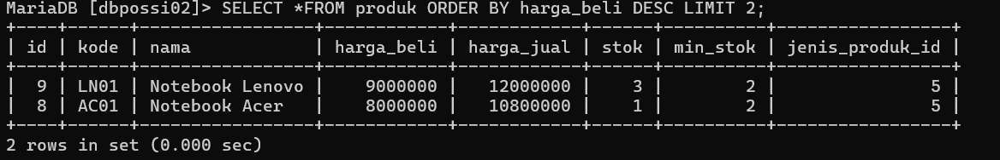 MariaDB [dbpossi02]> SELECT *FROM produk ORDER BY harga_beli DESC LIMIT 2;
+----+------+-----------------+------------+------------+------+----------+-----------------+
| id | kode | nama            | harga_beli | harga_jual | stok | min_stok | jenis_produk_id |
+----+------+-----------------+------------+------------+------+----------+-----------------+
|  9 | LN01 | Notebook Lenovo |    9000000 |   12000000 |    3 |        2 |               5 |
|  8 | AC01 | Notebook Acer   |    8000000 |   10800000 |    1 |        2 |               5 |
+----+------+-----------------+------------+------------+------+----------+-----------------+
2 rows in set (0.000 sec)